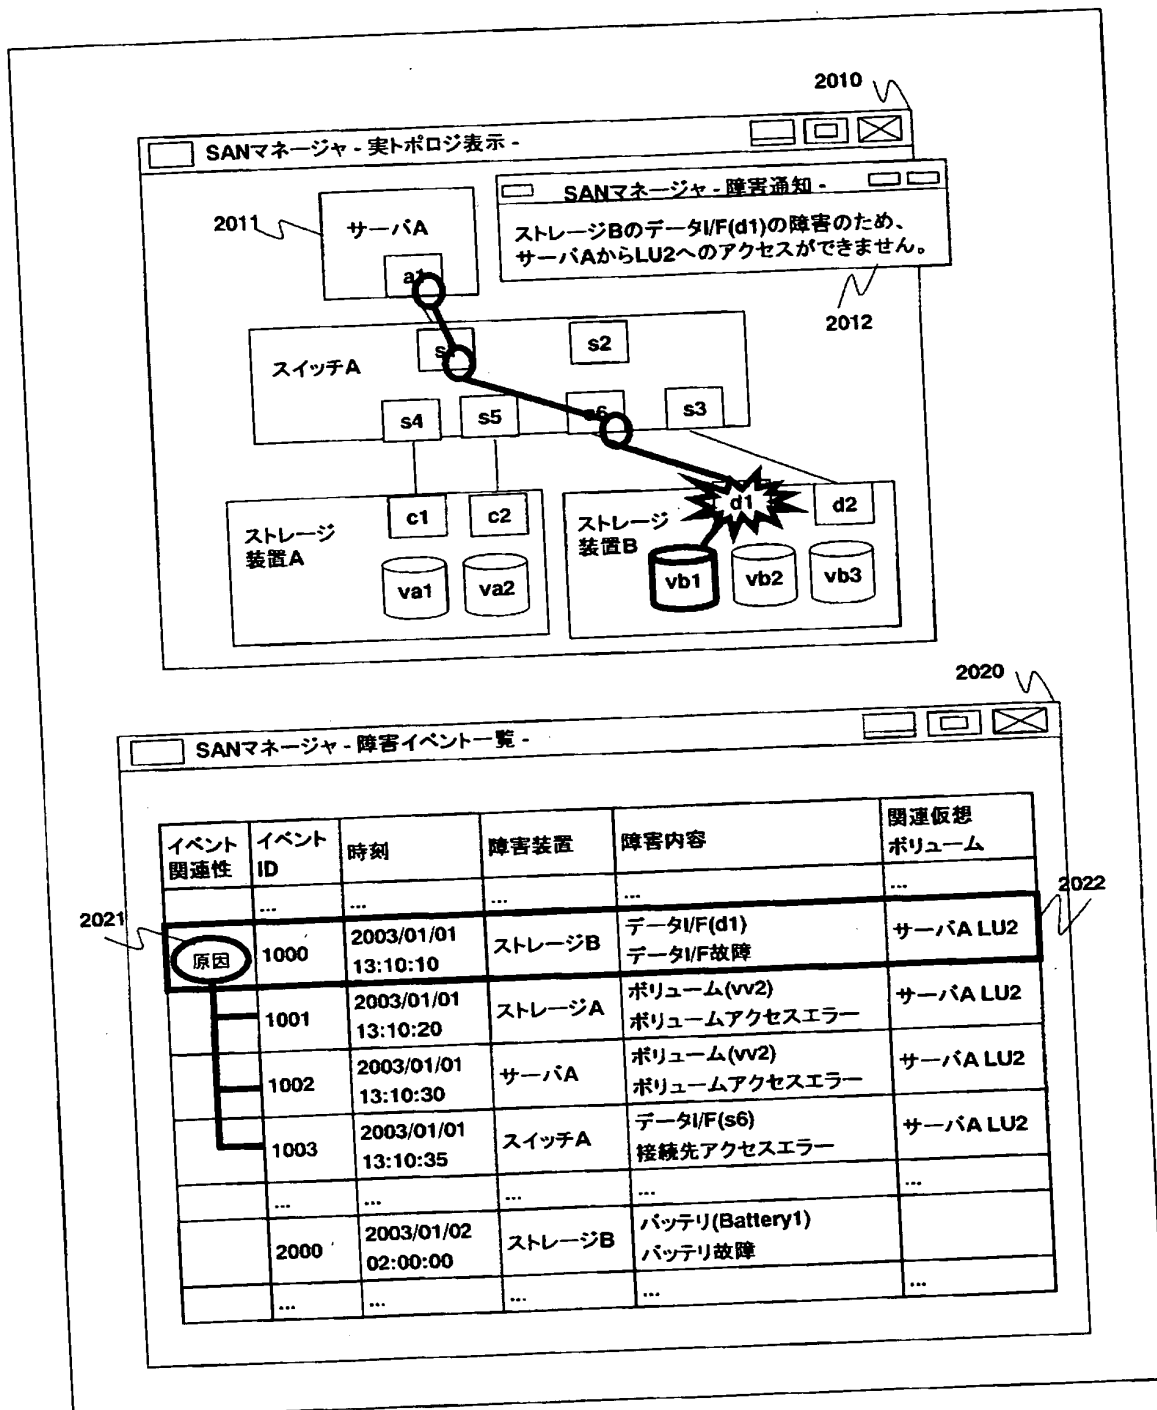 2010
SANマネージャ - 実トポロジ表示 -
SANマネージャ - 障害通知 -
ストレージBのデータI/F(d1)の障害のため、
サーバAからLU2へのアクセスができません。
2011
サーバA
a1
2012
スイッチA
s2
s4
s5
s6
s3
ストレージ
装置A
c1
c2
va1
va2
ストレージ
装置B
d1
d2
vb1
vb2
vb3
2020
SANマネージャ - 障害イベント一覧 -
イベント関連性 イベントID 時刻 障害装置 障害内容 関連仮想ボリューム
... ... ... ... ...
2021
2022
原因 1000 2003/01/01 13:10:10 ストレージB データI/F(d1) データI/F故障 サーバA LU2
1001 2003/01/01 13:10:20 ストレージA ボリューム(vv2) ボリュームアクセスエラー サーバA LU2
1002 2003/01/01 13:10:30 サーバA ボリューム(vv2) ボリュームアクセスエラー サーバA LU2
1003 2003/01/01 13:10:35 スイッチA データI/F(s6) 接続先アクセスエラー サーバA LU2
... ... ... ... ...
2000 2003/01/02 02:00:00 ストレージB バッテリ(Battery1) バッテリ故障
... ... ... ... ...